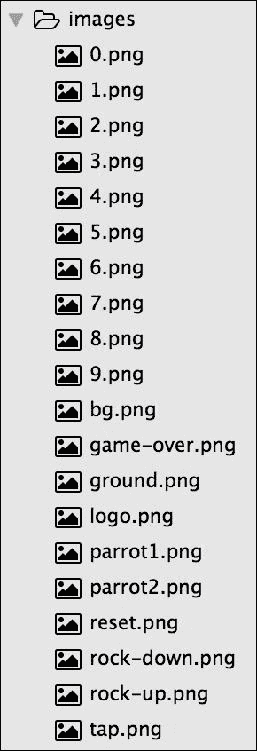 images
0.png
1.png
2.png
3.png
4.png
5.png
6.png
7.png
8.png
9.png
bg.png
game-over.png
ground.png
logo.png
parrot1.png
parrot2.png
reset.png
rock-down.png
rock-up.png
tap.png